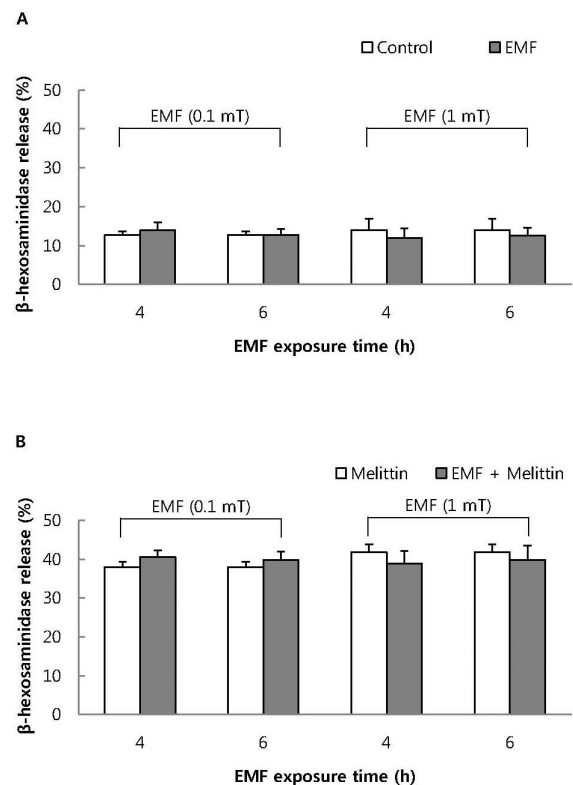 A
Control EMF
β-hexosaminidase release (%)
50
40
30
20
10
0
EMF (0.1 mT) EMF (1 mT)
4 6 4 6
EMF exposure time (h)
B
Melittin EMF + Melittin
β-hexosaminidase release (%)
50
40
30
20
10
0
EMF (0.1 mT) EMF (1 mT)
4 6 4 6
EMF exposure time (h)